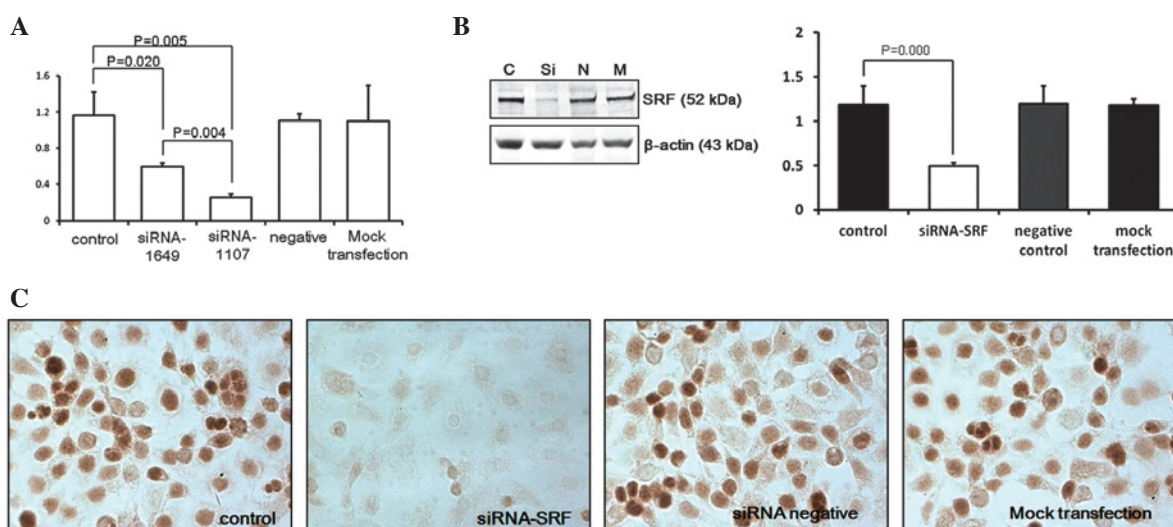 A
P=0.005
P=0.020
P=0.004
1.6
1.2
0.8
0.4
0
control
siRNA-
1649
siRNA-
1107
negative
Mock
transfection
B
C Si N M
SRF (52 kDa)
β-actin (43 kDa)
P=0.000
2
1.5
1
0.5
0
control
siRNA-SRF
negative
control
mock
transfection
C
control
siRNA-SRF
siRNA negative
Mock transfection